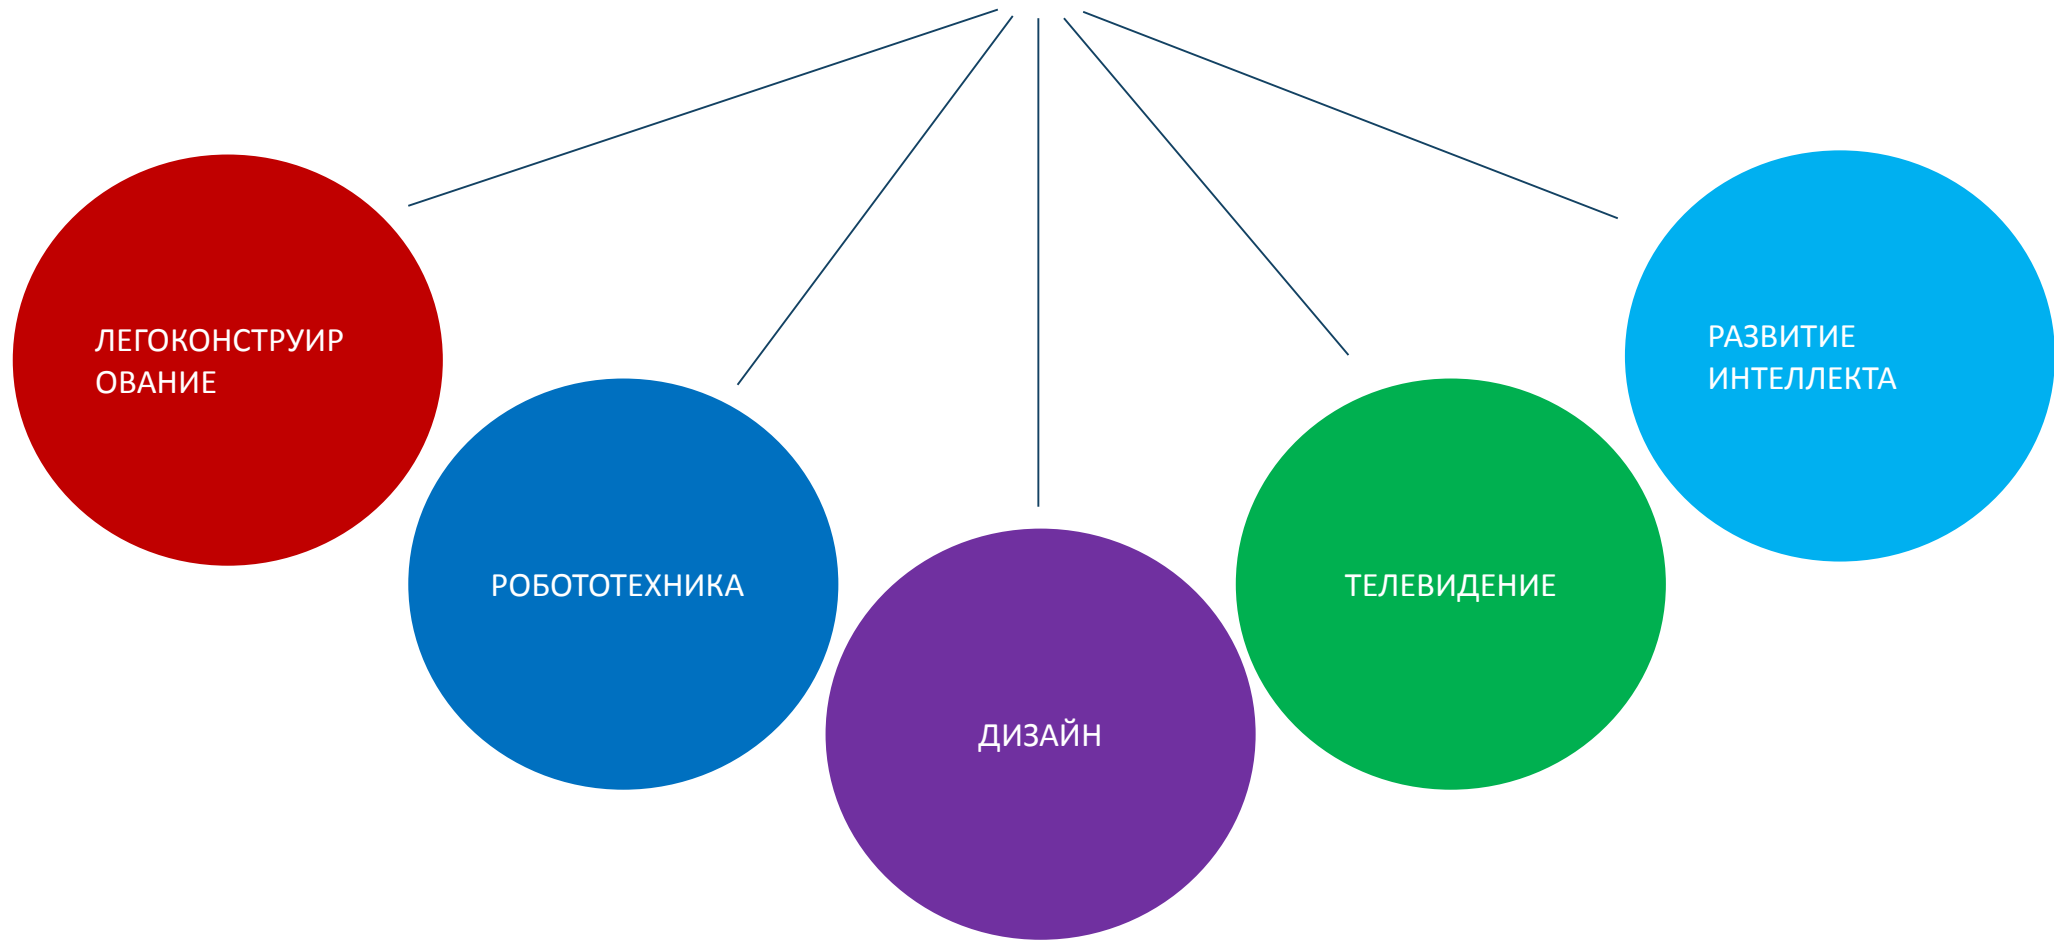 ЛЕГОКОНСТРУИР
ОВАНИЕ
РОБОТОТЕХНИКА
ДИЗАЙН
ТЕЛЕВИДЕНИЕ
РАЗВИТИЕ
ИНТЕЛЛЕКТА